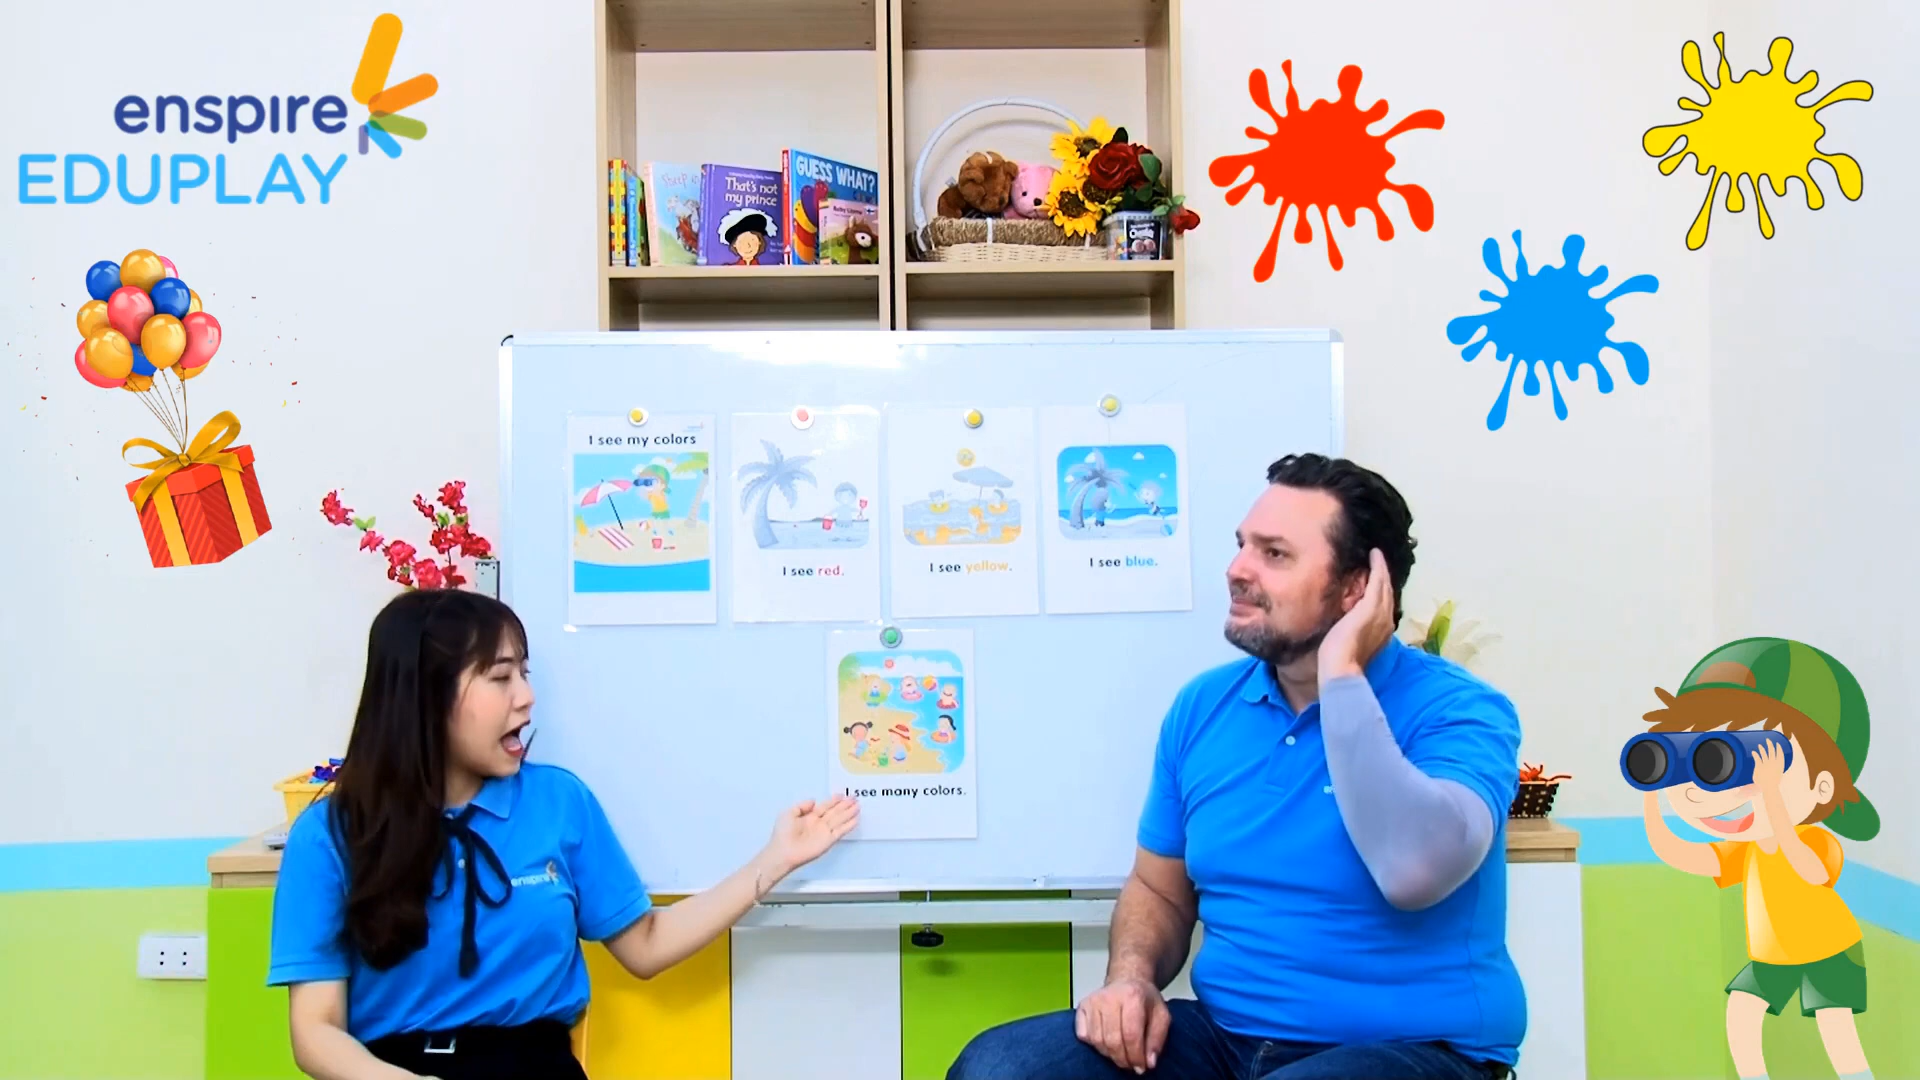 enspire
EDUPLAY
That's not
my prince
GUESS WHAT?
I see my colors
I see red.
I see yellow.
I see blue.
I see many colors.
enspire